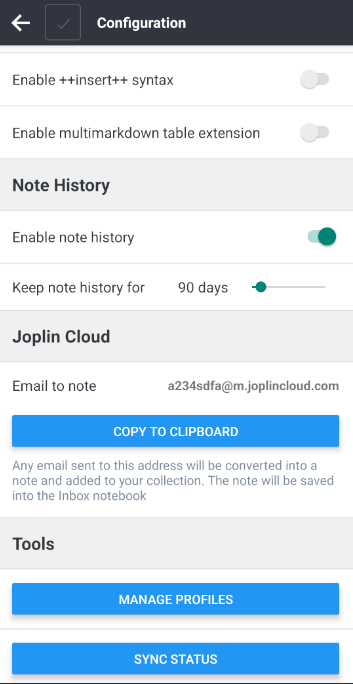 Configuration
Enable ++insert++ syntax
Enable multimarkdown table extension
Note History
Enable note history
Keep note history for 90 days
Joplin Cloud
Email to note a234sdfa@m.joplincloud.com
COPY TO CLIPBOARD
Any email sent to this address will be converted into a
note and added to your collection. The note will be saved
into the Inbox notebook
Tools
MANAGE PROFILES
SYNC STATUS